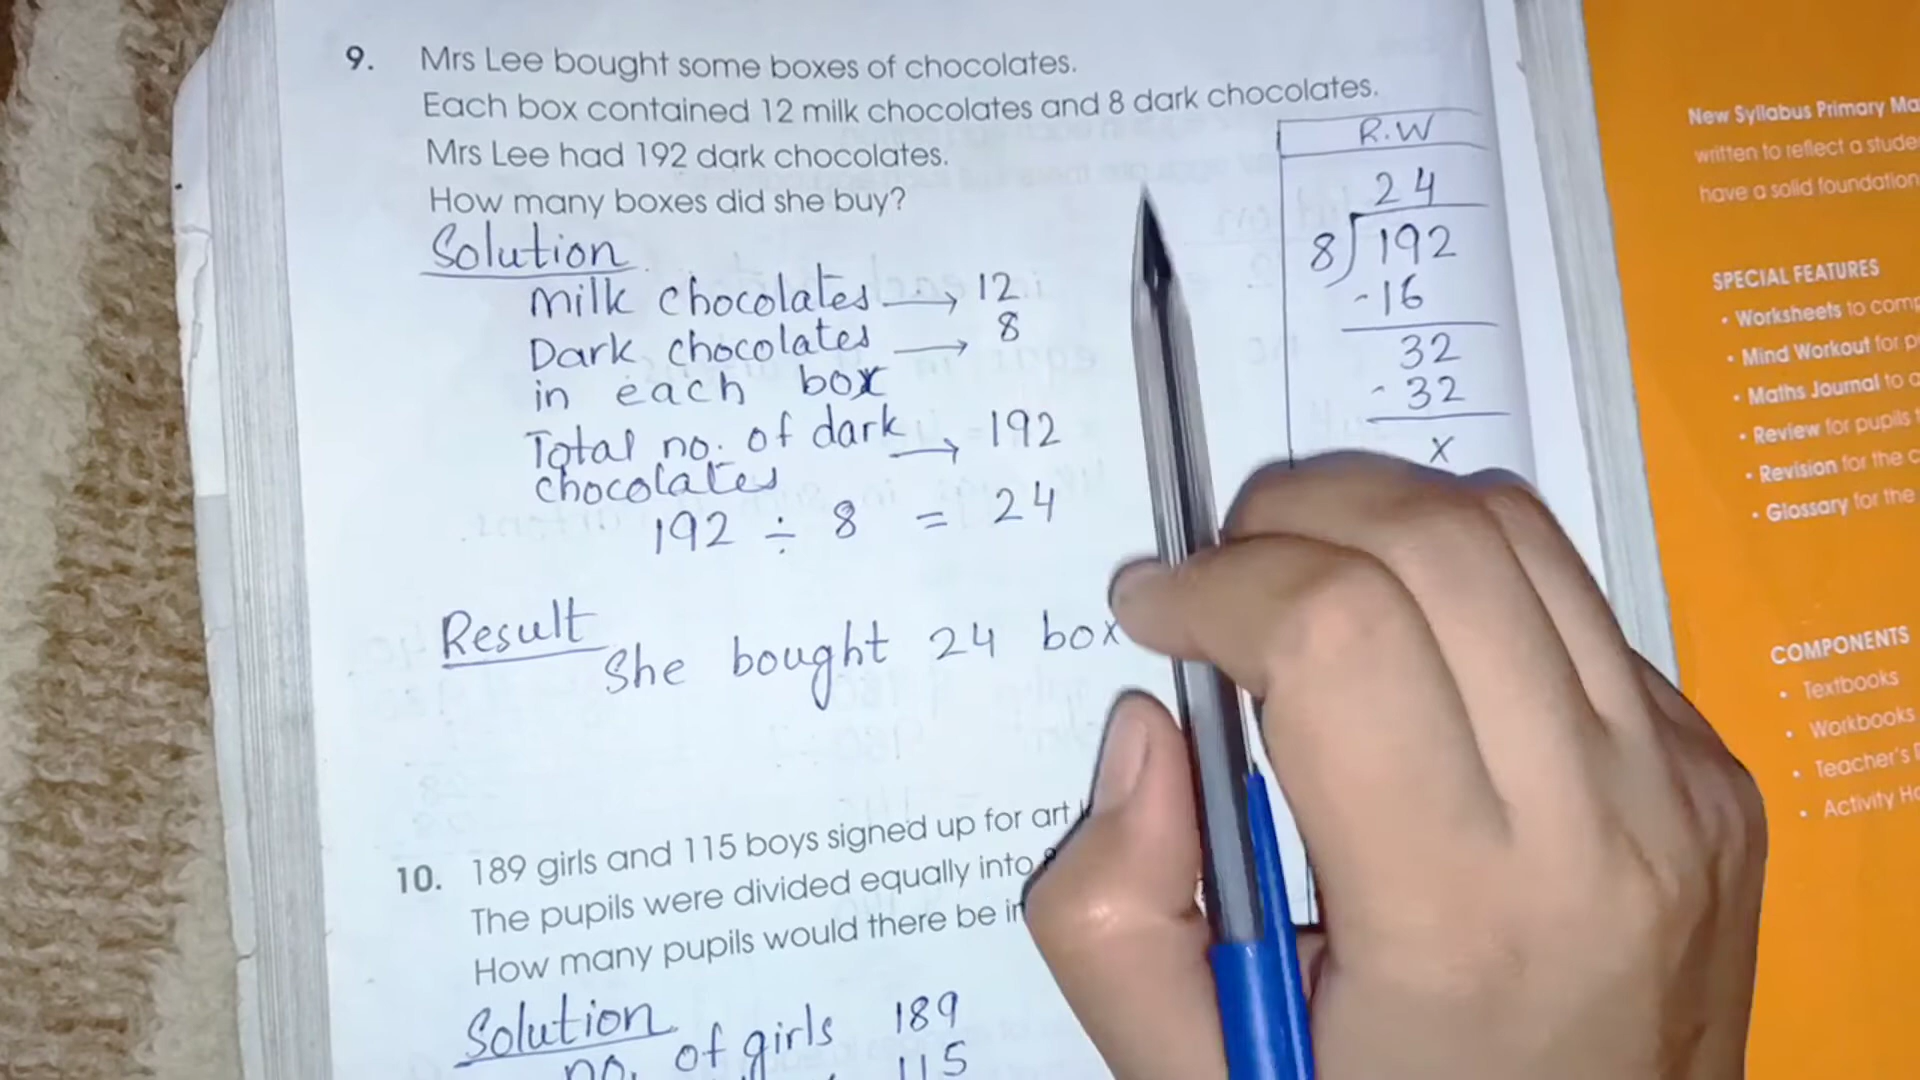 9. Mrs Lee bought some boxes of chocolates.
Each box contained 12 milk chocolates and 8 dark chocolates.
Mrs Lee had 192 dark chocolates.
How many boxes did she buy?
Solution
Milk chocolates → 12
Dark chocolates → 8
in each box
Total no. of dark → 192
chocolates
192 ÷ 8 = 24
Result
She bought 24 box
R.W
24
8)192
-16
32
-32
x
10. 189 girls and 115 boys signed up for art
The pupils were divided equally into
How many pupils would there be in
Solution
no. of girls 189
115
New Syllabus Primary
written to reflect a
have a solid foundation
SPECIAL FEATURES
• Worksheets to
• Mind Workout for
• Maths Journal to
• Review for pupils
• Revision for the
• Glossary for the
COMPONENTS
• Textbooks
• Workbooks
• Teacher's
• Activity